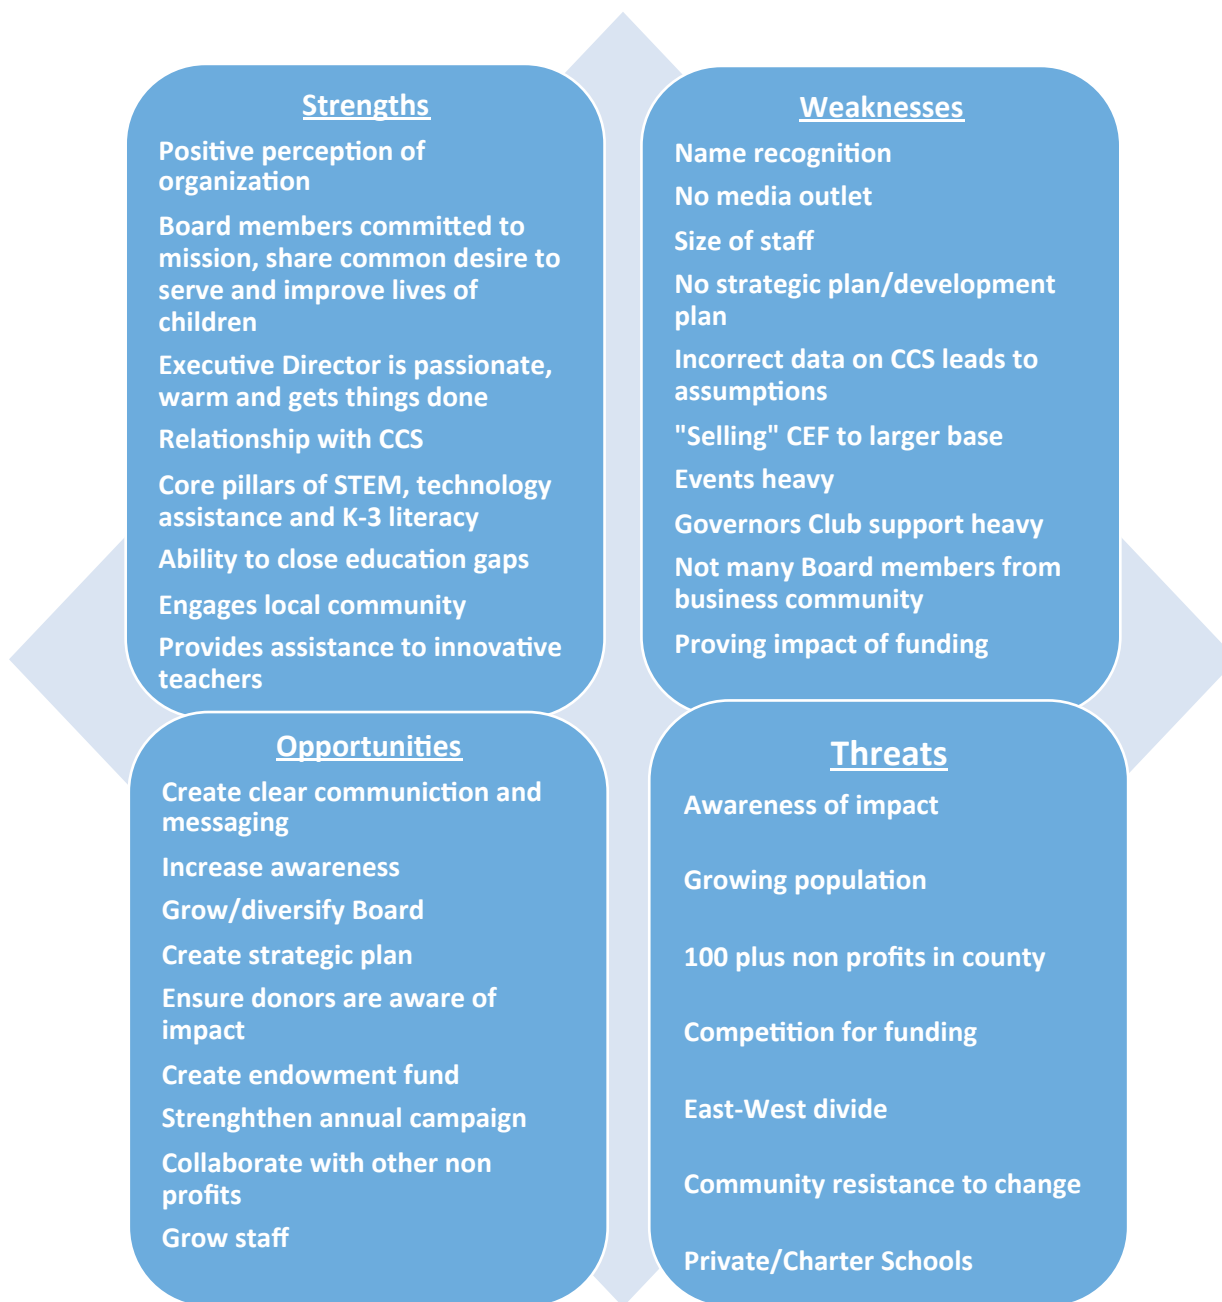 Strengths
Positive perception of
organization
Board members committed to
mission, share common desire to
serve and improve lives of
children
Executive Director is passionate,
warm and gets things done
Relationship with CCS
Core pillars of STEM, technology
assistance and K-3 literacy
Ability to close education gaps
Engages local community
Provides assistance to innovative
teachers
Weaknesses
Name recognition
No media outlet
Size of staff
No strategic plan/development
plan
Incorrect data on CCS leads to
assumptions
"Selling" CEF to larger base
Events heavy
Governors Club support heavy
Not many Board members from
business community
Proving impact of funding
Opportunities
Create clear communiction and
messaging
Increase awareness
Grow/diversify Board
Create strategic plan
Ensure donors are aware of
impact
Create endowment fund
Strenghthen annual campaign
Collaborate with other non
profits
Grow staff
Threats
Awareness of impact
Growing population
100 plus non profits in county
Competition for funding
East-West divide
Community resistance to change
Private/Charter Schools